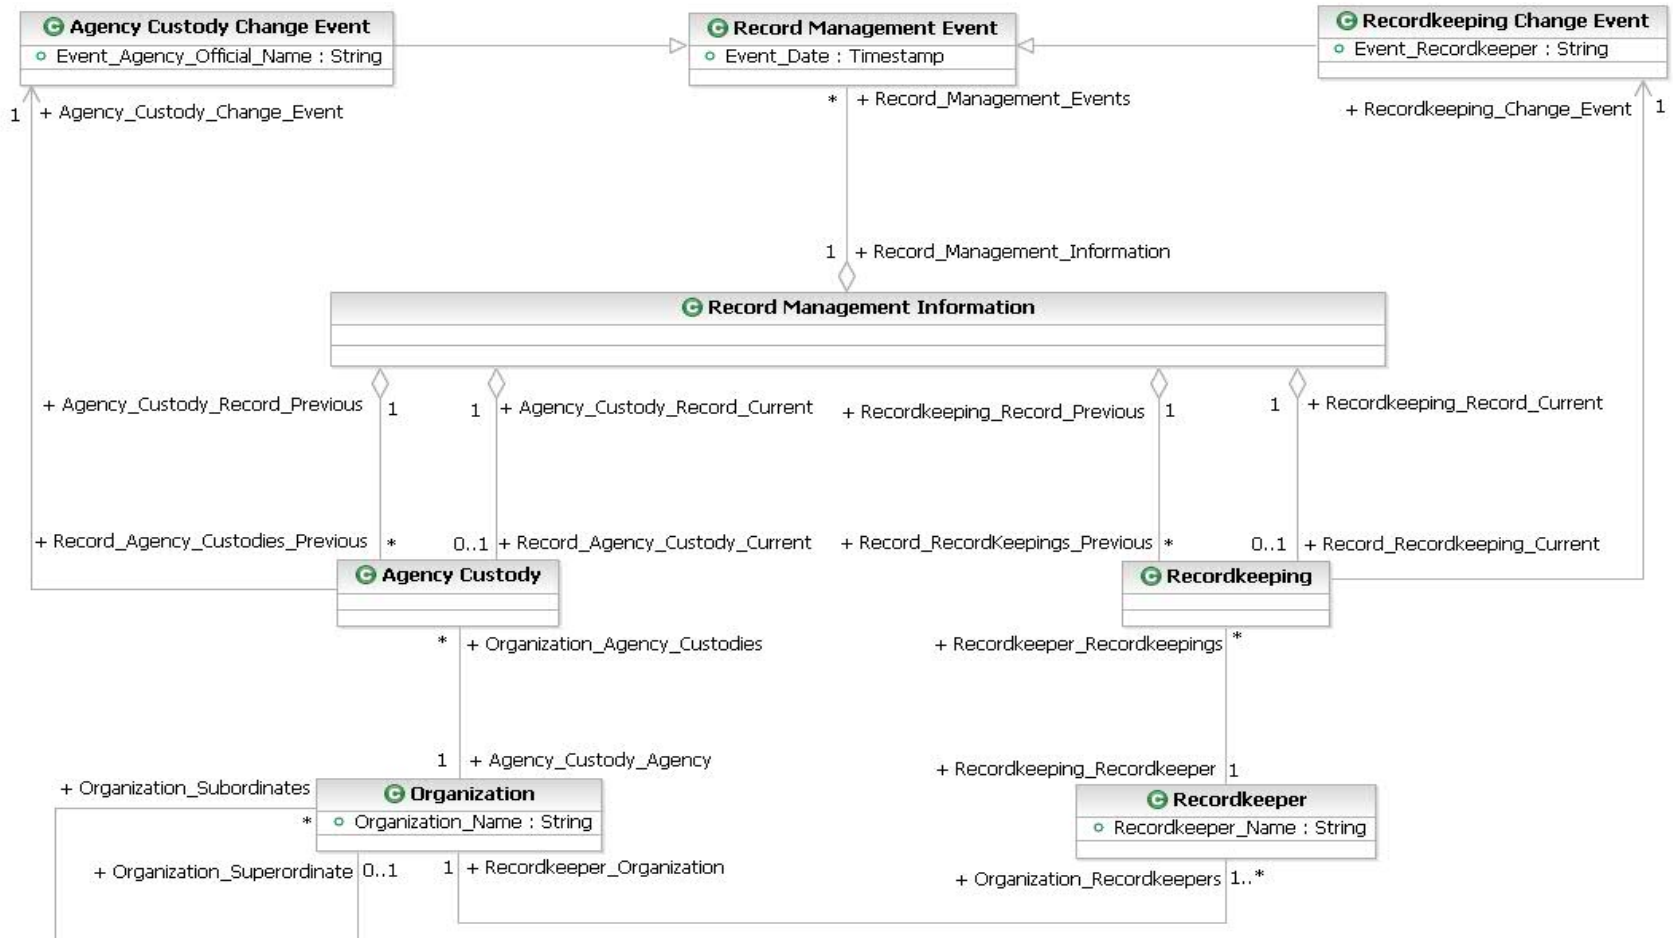 Agency Custody Change Event
Event_Agency_Official_Name : String
Record Management Event
Event_Date : Timestamp
Recordkeeping Change Event
Event_Recordkeeper : String
1 + Agency_Custody_Change_Event
* + Record_Management_Events
+ Recordkeeping_Change_Event 1
1 + Record_Management_Information
Record Management Information
+ Agency_Custody_Record_Previous 1
1 + Agency_Custody_Record_Current
+ Recordkeeping_Record_Previous 1
1 + Recordkeeping_Record_Current
+ Record_Agency_Custodies_Previous *
0..1 + Record_Agency_Custody_Current
+ Record_RecordKeepings_Previous *
0..1 + Record_Recordkeeping_Current
Agency Custody
Recordkeeping
* + Organization_Agency_Custodies
+ Recordkeeper_Recordkeepings *
1 + Agency_Custody_Agency
+ Recordkeeping_Recordkeeper 1
+ Organization_Subordinates
*
Organization
Organization_Name : String
Recordkeeper
Recordkeeper_Name : String
+ Organization_Superordinate 0..1
1 + Recordkeeper_Organization
+ Organization_Recordkeepers 1..*